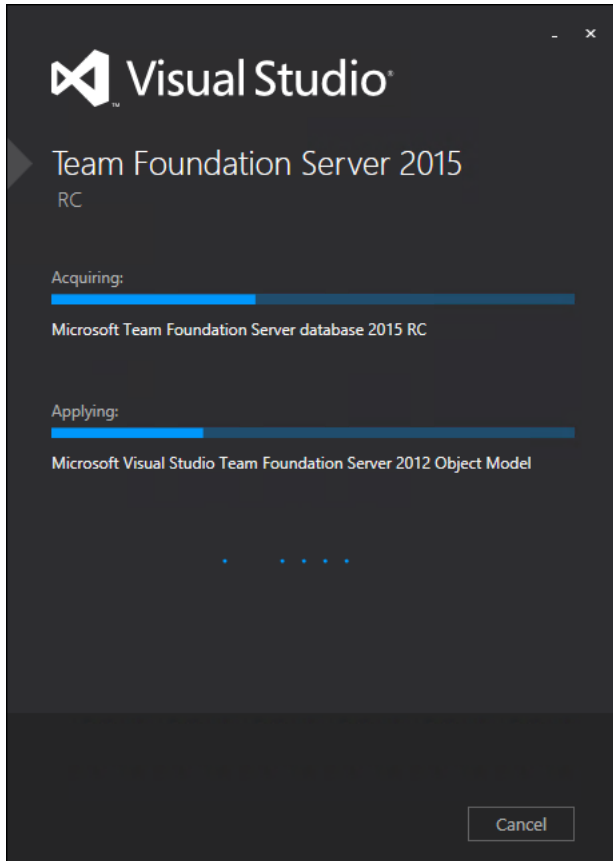 Visual Studio®
™
Team Foundation Server 2015
RC
Acquiring:
Microsoft Team Foundation Server database 2015 RC
Applying:
Microsoft Visual Studio Team Foundation Server 2012 Object Model
Cancel